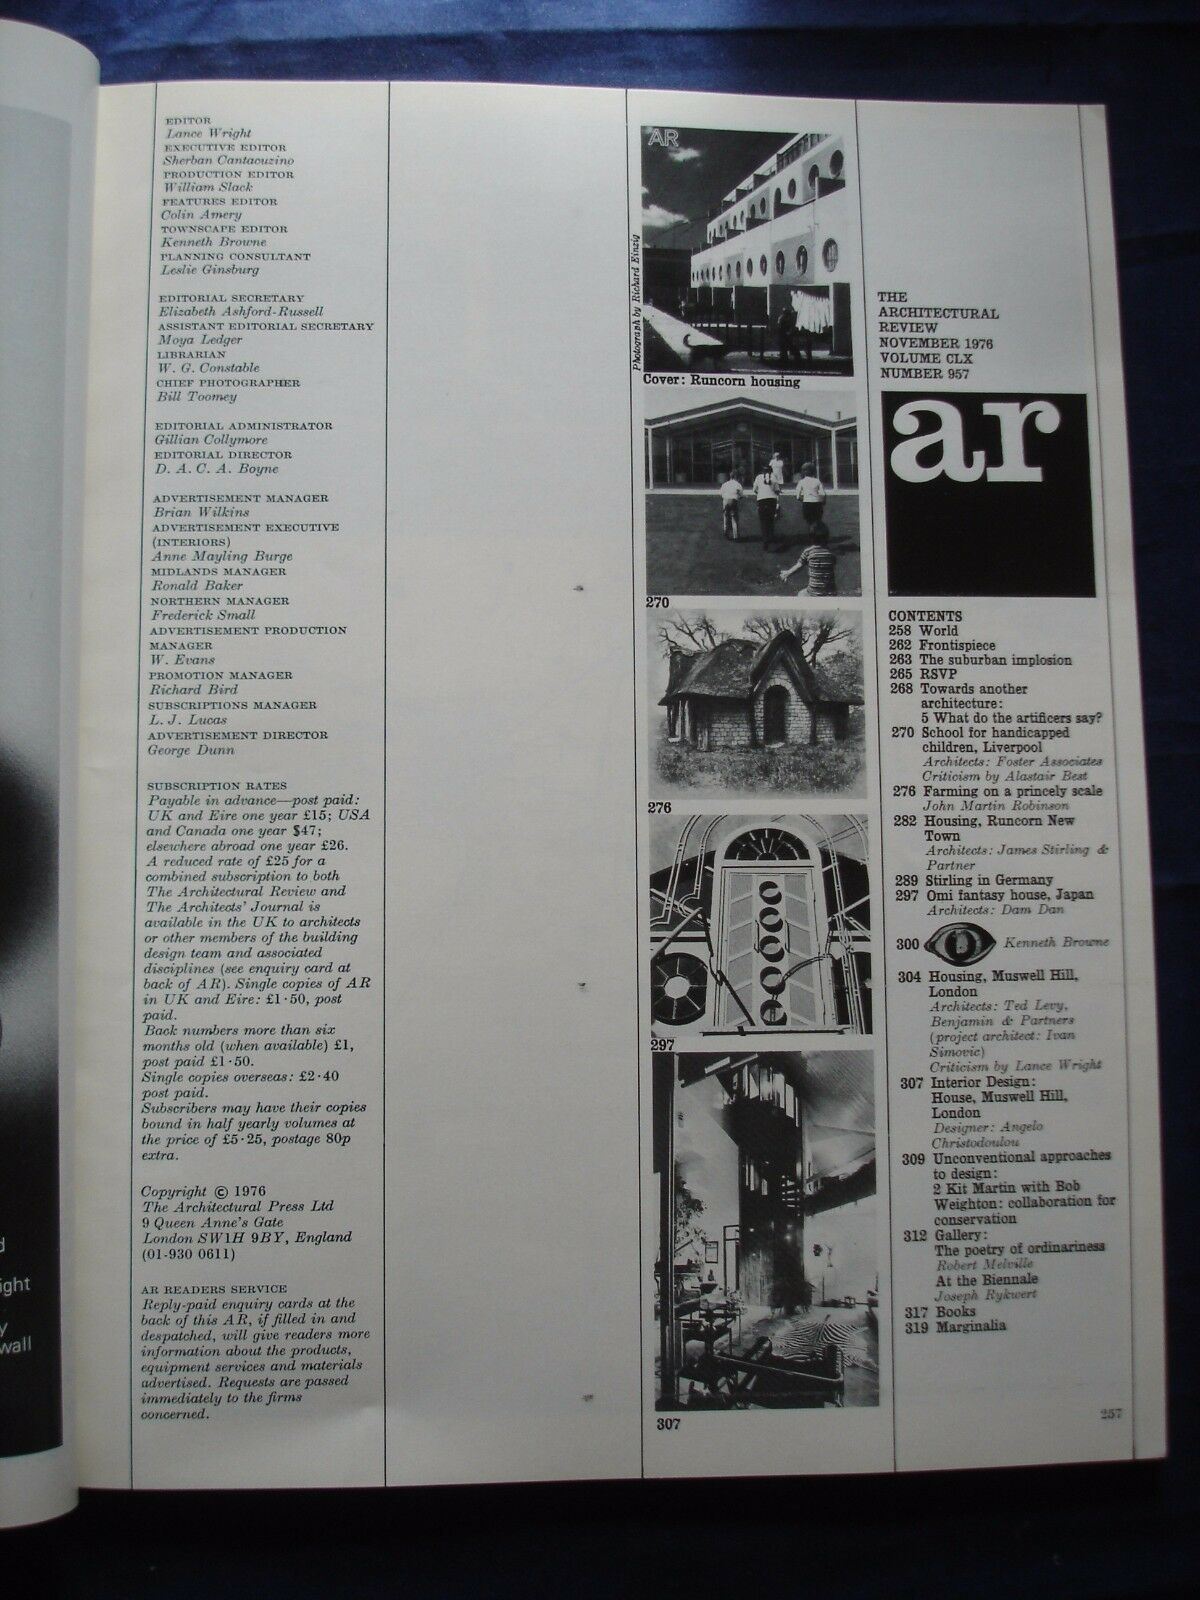 EDITOR
Lance Wright
EXECUTIVE EDITOR
Sherban Cantacuzino
PRODUCTION EDITOR
William Slack
FEATURES EDITOR
Colin Amery
TOWNSCAPE EDITOR
Kenneth Browne
PLANNING CONSULTANT
Leslie Ginsburg
EDITORIAL SECRETARY
Elizabeth Ashford-Russell
ASSISTANT EDITORIAL SECRETARY
Moya Ledger
LIBRARIAN
W. G. Constable
CHIEF PHOTOGRAPHER
Bill Toomey
EDITORIAL ADMINISTRATOR
Gillian Collymore
EDITORIAL DIRECTOR
D. A. C. A. Boyne
ADVERTISEMENT MANAGER
Brian Wilkins
ADVERTISEMENT EXECUTIVE
(INTERIORS)
Anne Mayling Burge
MIDLANDS MANAGER
Ronald Baker
NORTHERN MANAGER
Frederick Small
ADVERTISEMENT PRODUCTION
MANAGER
W. Evans
PROMOTION MANAGER
Richard Bird
SUBSCRIPTIONS MANAGER
L. J. Lucas
ADVERTISEMENT DIRECTOR
George Dunn
SUBSCRIPTION RATES
Payable in advance—post paid:
UK and Eire one year £15; USA
and Canada one year $47;
elsewhere abroad one year £26.
A reduced rate of £25 for a
combined subscription to both
The Architectural Review and
The Architects' Journal is
available in the UK to architects
or other members of the building
design team and associated
disciplines (see enquiry card at
back of AR). Single copies of AR
in UK and Eire: £1·50, post
paid.
Back numbers more than six
months old (when available) £1,
post paid £1·50.
Single copies overseas: £2·40
post paid.
Subscribers may have their copies
bound in half yearly volumes at
the price of £5·25, postage 80p
extra.
Copyright © 1976
The Architectural Press Ltd
9 Queen Anne's Gate
London SW1H 9BY, England
(01-930 0611)
AR READERS SERVICE
Reply-paid enquiry cards at the
back of this AR, if filled in and
despatched, will give readers more
information about the products,
equipment services and materials
advertised. Requests are passed
immediately to the firms
concerned.
AR
Photograph by Richard Einzig
Cover: Runcorn housing
270
276
297
307
THE
ARCHITECTURAL
REVIEW
NOVEMBER 1976
VOLUME CLX
NUMBER 957
ar
CONTENTS
258 World
262 Frontispiece
263 The suburban implosion
265 RSVP
268 Towards another
architecture:
5 What do the artificers say?
270 School for handicapped
children, Liverpool
Architects: Foster Associates
Criticism by Alastair Best
276 Farming on a princely scale
John Martin Robinson
282 Housing, Runcorn New
Town
Architects: James Stirling &
Partner
289 Stirling in Germany
297 Omi fantasy house, Japan
Architects: Dam Dan
300 Kenneth Browne
304 Housing, Muswell Hill,
London
Architects: Ted Levy,
Benjamin & Partners
(project architect: Ivan
Simovic)
Criticism by Lance Wright
307 Interior Design:
House, Muswell Hill,
London
Designer: Angelo
Christodoulou
309 Unconventional approaches
to design:
2 Kit Martin with Bob
Weighton: collaboration for
conservation
312 Gallery:
The poetry of ordinariness
Robert Melville
At the Biennale
Joseph Rykwert
317 Books
319 Marginalia
257
wall